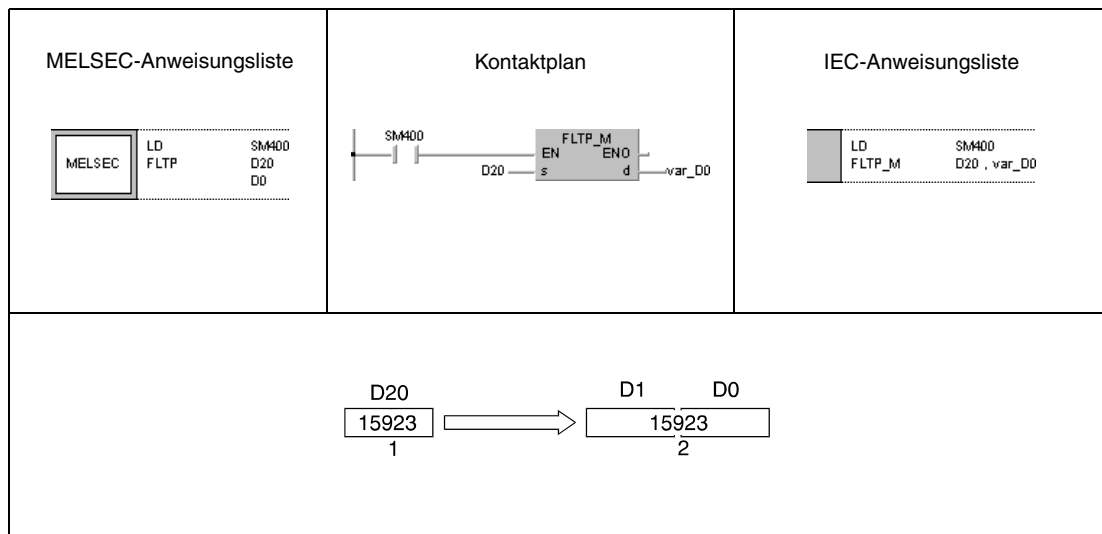 MELSEC-Anweisungsliste
MELSEC
LD SM400
FLTP D20
D0
Kontaktplan
SM400
FLTP_M
EN ENO
D20 s d var_D0
IEC-Anweisungsliste
LD SM400
FLTP_M D20 , var_D0
D20 D1 D0
15923 15923
1 2